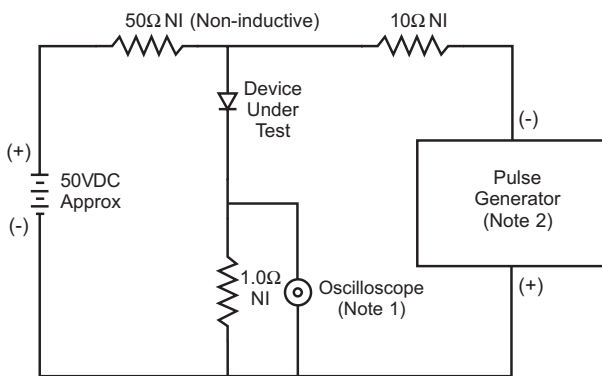 50Ω NI (Non-inductive)
10Ω NI
Device
Under
Test
(-)
(+)
50VDC
Approx
(-)
Pulse
Generator
(Note 2)
1.0Ω
NI
Oscilloscope
(Note 1)
(+)